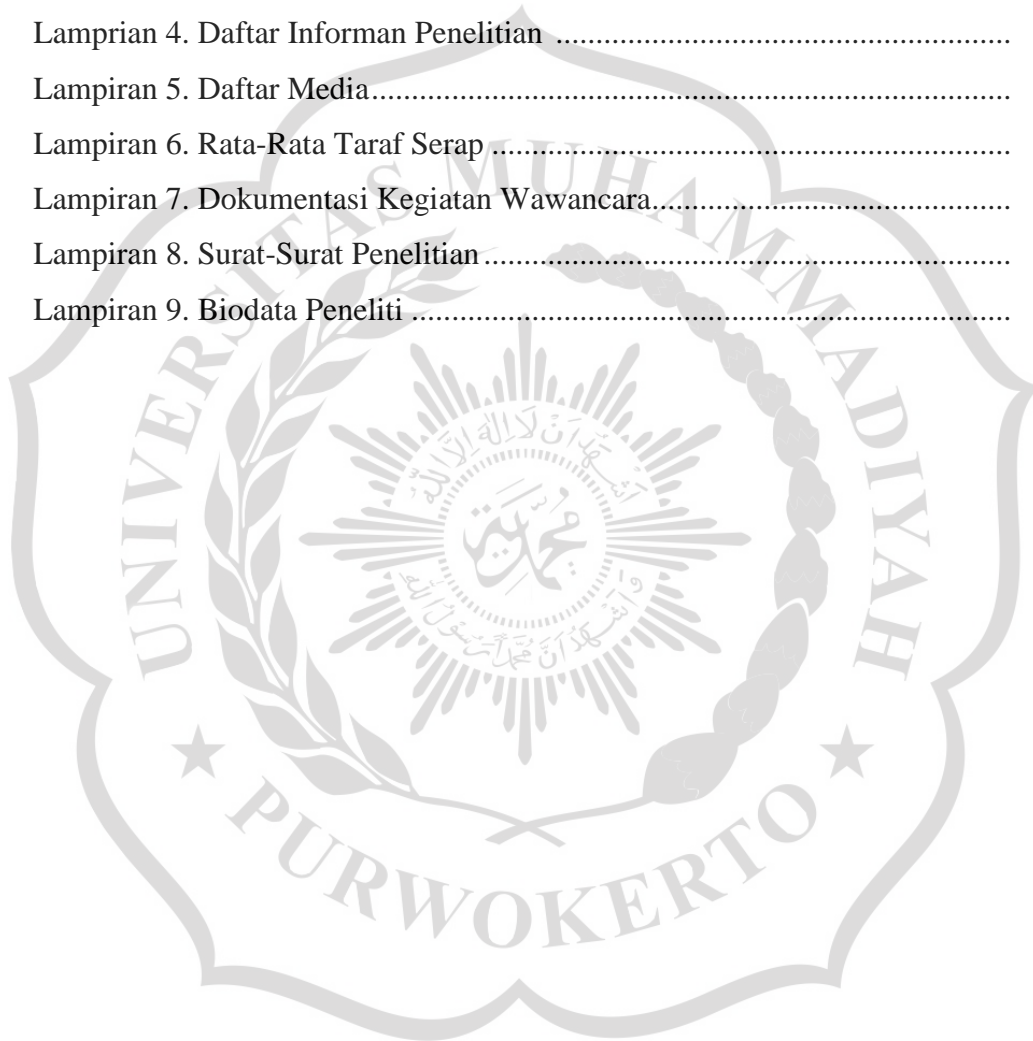 Lamprian 4. Daftar Informan Penelitian ........................................................
Lampiran 5. Daftar Media...............................................................................
Lampiran 6. Rata-Rata Taraf Serap ................................................................
Lampiran 7. Dokumentasi Kegiatan Wawancara............................................
Lampiran 8. Surat-Surat Penelitian .................................................................
Lampiran 9. Biodata Peneliti ..........................................................................
UNIVERSITAS MUHAMMADIYAH
PURWOKERTO